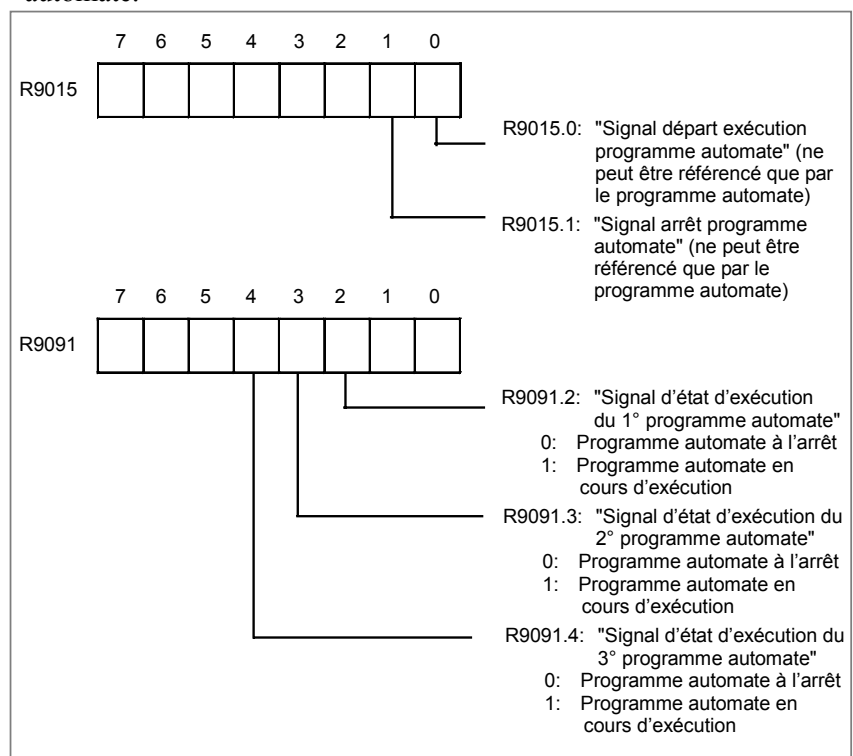 automate.
7 6 5 4 3 2 1 0
R9015
R9015.0: "Signal départ exécution
programme automate" (ne
peut être référencé que par
le programme automate)
R9015.1: "Signal arrêt programme
automate" (ne peut être
référencé que par le
programme automate)
7 6 5 4 3 2 1 0
R9091
R9091.2: "Signal d'état d'exécution
du 1° programme automate"
0: Programme automate à l'arrêt
1: Programme automate en
cours d'exécution
R9091.3: "Signal d'état d'exécution du
2° programme automate"
0: Programme automate à l'arrêt
1: Programme automate en
cours d'exécution
R9091.4: "Signal d'état d'exécution du
3° programme automate"
0: Programme automate à l'arrêt
1: Programme automate en
cours d'exécution